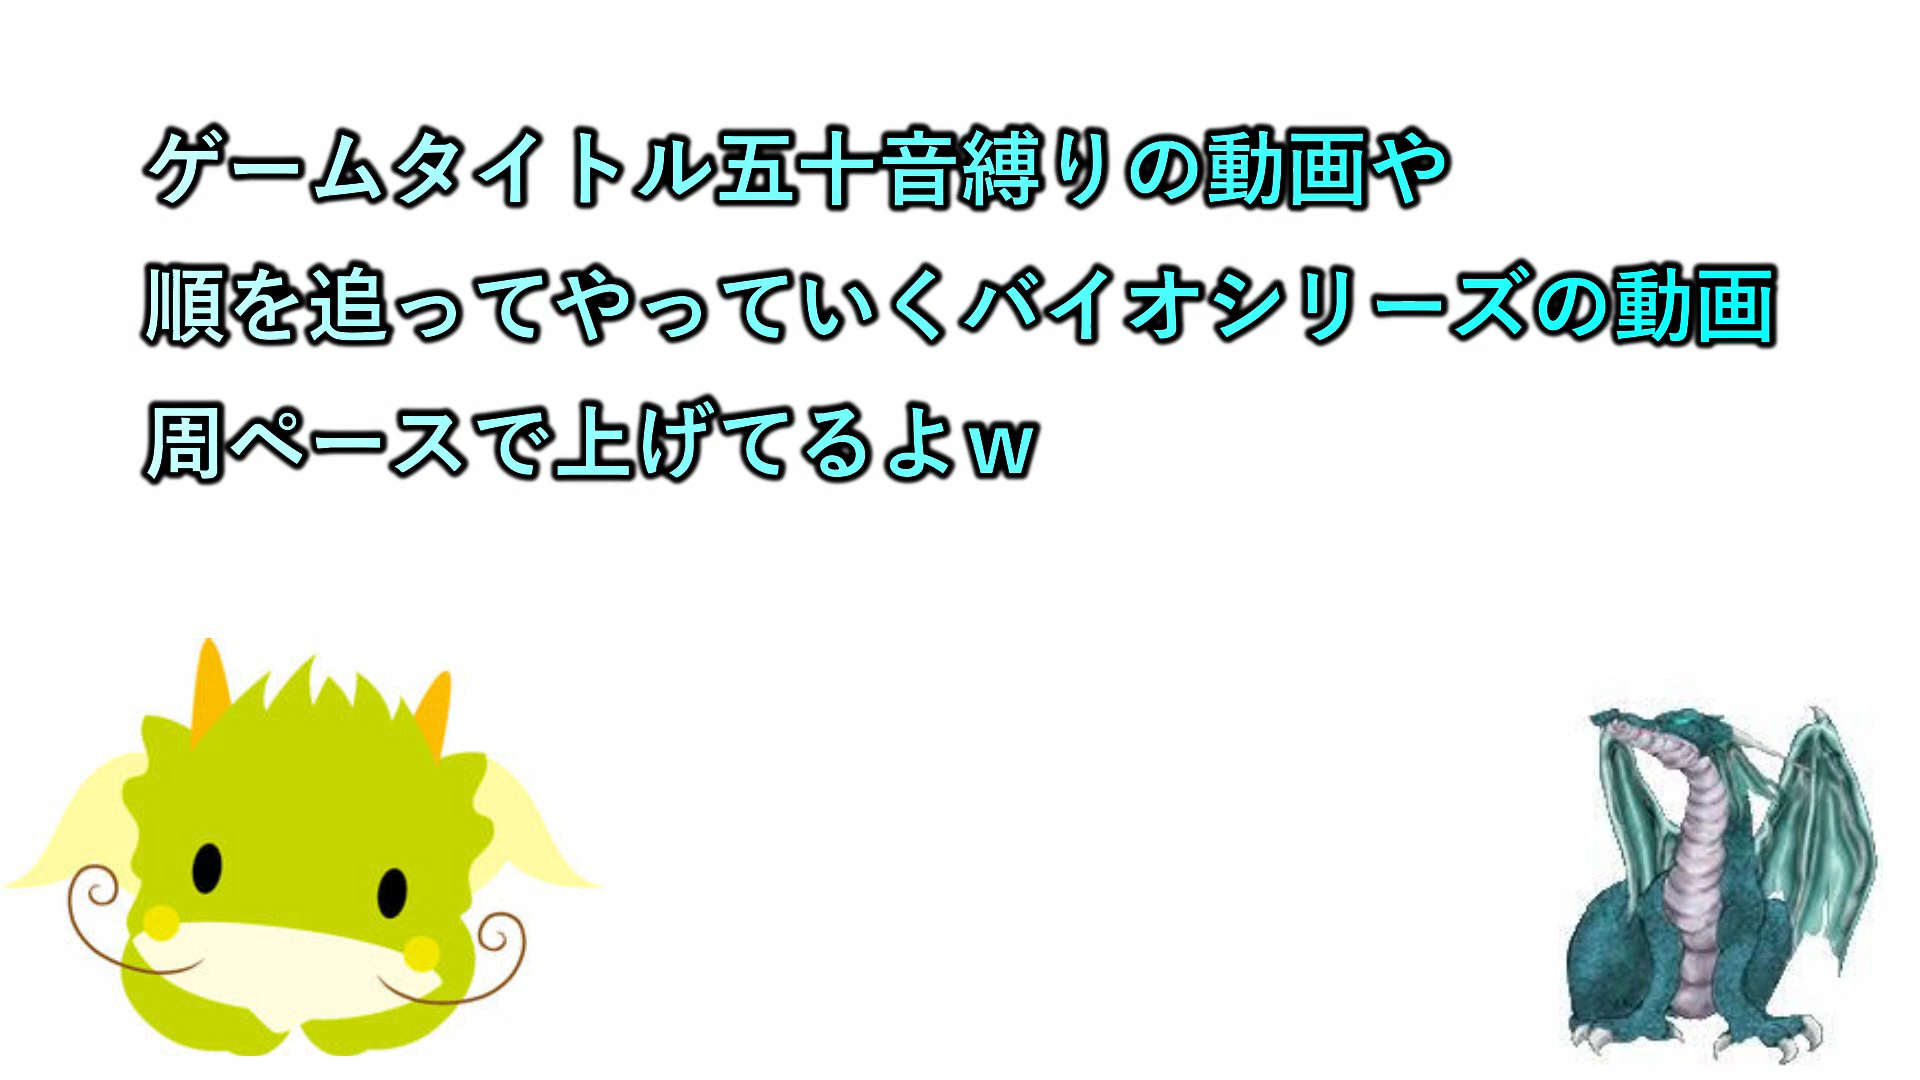 ゲームタイトル五十音縛りの動画や
順を追ってやっていくバイオシリーズの動画
周ペースで上げてるよw